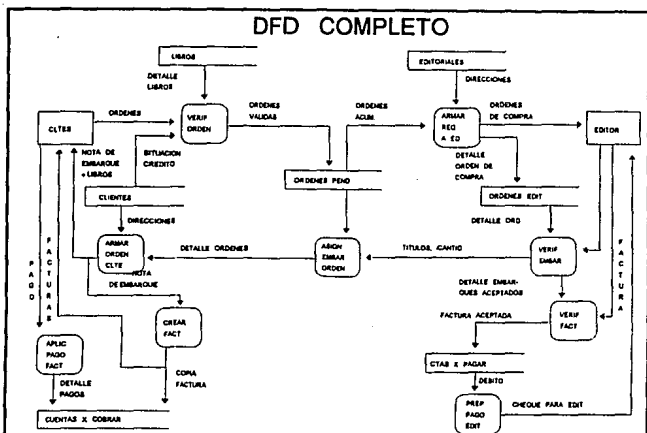 DFD COMPLETO
LIBROS
EDITORIALES
DETALLE
LIBROS
DIRECCIONES
CLTES
ORDENES
VERIF
ORDEN
ORDENES
VALIDAS
ORDENES
ACUM.
ARMAR
REQ
A ED
ORDENES
DE COMPRA
EDITOR
NOTA DE
EMBARQUE
+ LIBROS
SITUACION
CREDITO
DETALLE
ORDEN DE
COMPRA
ORDENES PEND
CLIENTES
ORDENES EDIT
DIRECCIONES
DETALLE ORD
ARMAR
ORDEN
CLTE
DETALLE ORDENES
ASIGN
EMBAR
ORDEN
TITULOS, (CANTID)
VERIF
EMBAR
PAGO
FACTURAS
FACTURA
NOTA
DE EMBARQUE
DETALLE EMBAR-
QUES ACEPTADOS
CREAR
FACT
FACTURA ACEPTADA
VERIF
FACT
APLIC
PAGO
FACT
COPIA
FACTURA
CTAS X PAGAR
DETALLE
PAGOS
DEBITO
CUENTAS X COBRAR
PREP
PAGO
EDIT
CHEQUE PARA EDIT